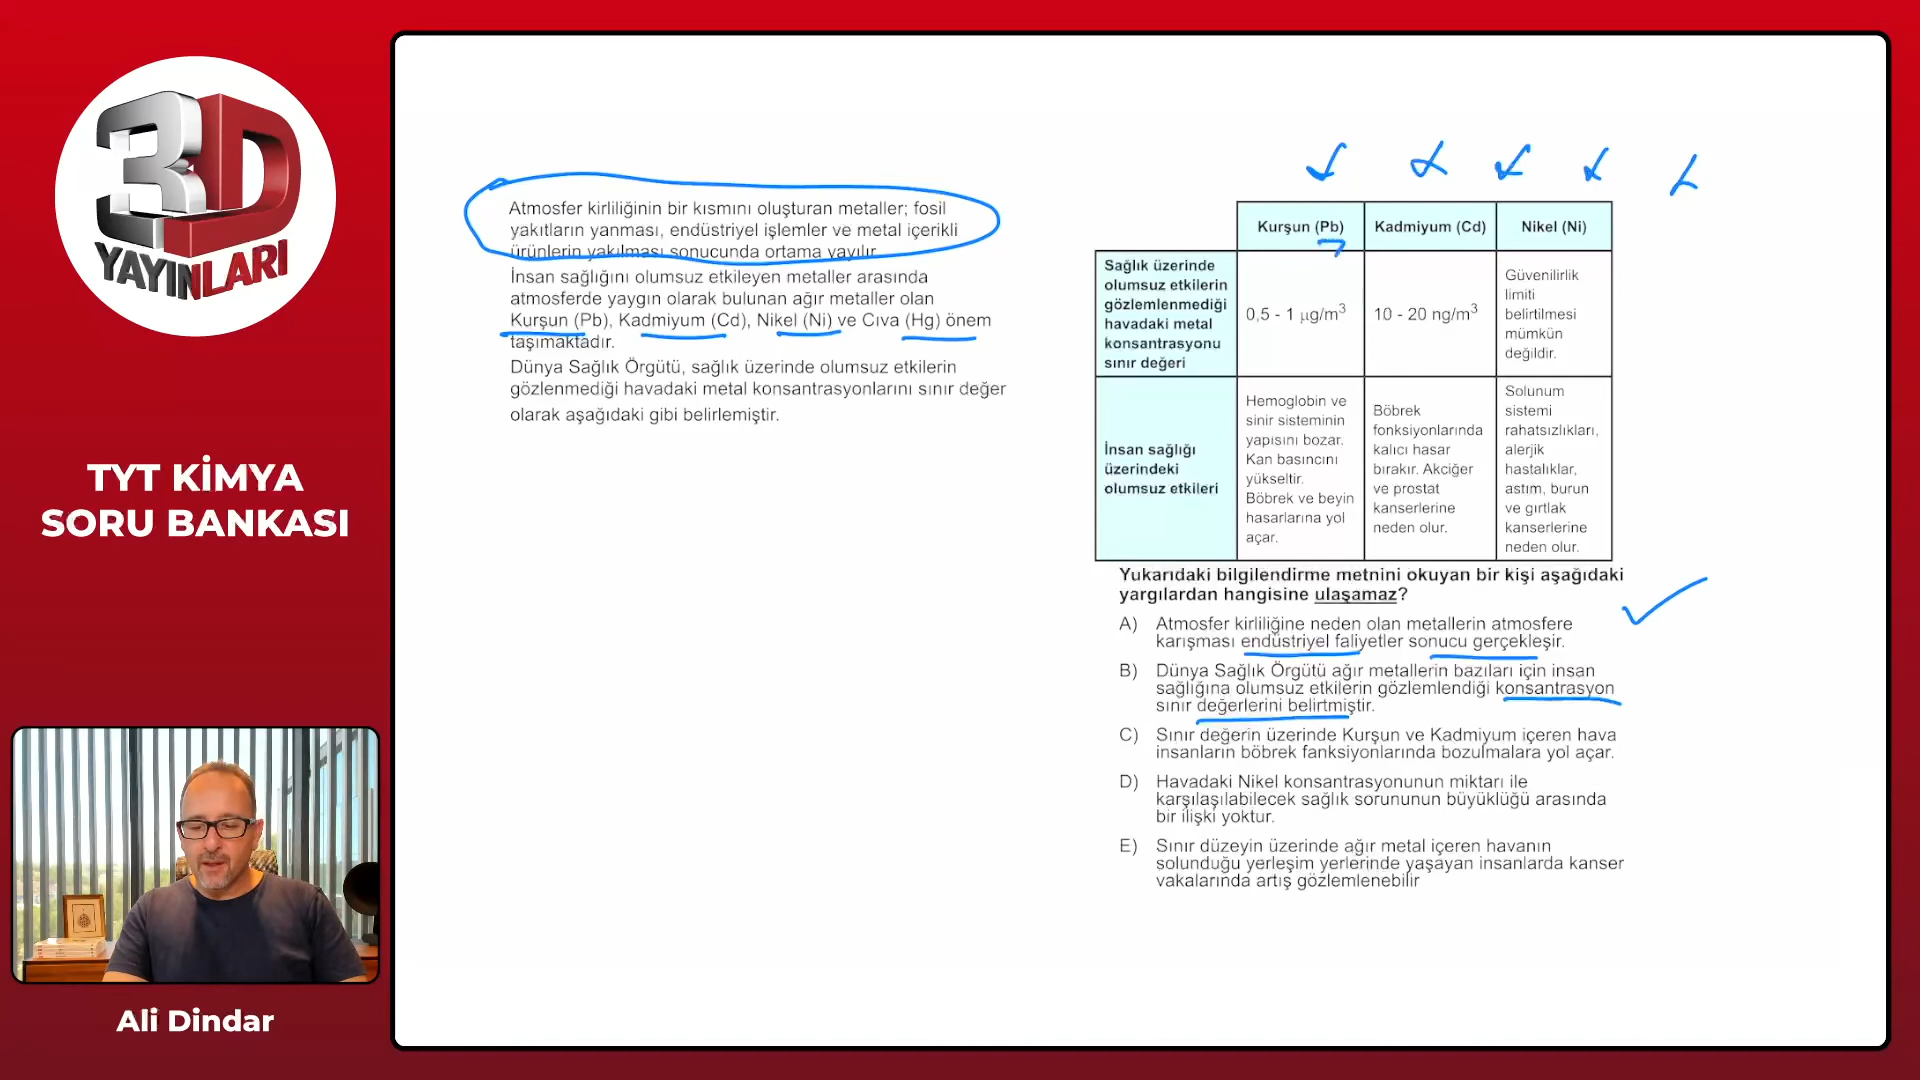 3D
YAYINLARI
TYT KİMYA
SORU BANKASI
Ali Dindar
Atmosfer kirliliğinin bir kısmını oluşturan metaller; fosil
yakıtların yanması, endüstriyel işlemler ve metal içerikli
ürünlerin yakılması sonucunda ortama yayılır.
İnsan sağlığını olumsuz etkileyen metaller arasında
atmosferde yaygın olarak bulunan ağır metaller olan
Kurşun (Pb), Kadmiyum (Cd), Nikel (Ni) ve Cıva (Hg) önem
taşımaktadır.
Dünya Sağlık Örgütü, sağlık üzerinde olumsuz etkilerin
gözlenmediği havadaki metal konsantrasyonlarını sınır değer
olarak aşağıdaki gibi belirlemiştir.
Kurşun (Pb)
Kadmiyum (Cd)
Nikel (Ni)
Sağlık üzerinde
olumsuz etkilerin
gözlemlenmediği
havadaki metal
konsantrasyonu
sınır değeri
0,5 - 1 µg/m³
10 - 20 ng/m³
Güvenilirlik
limiti
belirtilmesi
mümkün
değildir.
İnsan sağlığı
üzerindeki
olumsuz etkileri
Hemoglobin ve
sinir sisteminin
yapısını bozar.
Kan basıncını
yükseltir.
Böbrek ve beyin
hasarlarına yol
açar.
Böbrek
fonksiyonlarında
kalıcı hasar
bırakır. Akciğer
ve prostat
kanserlerine
neden olur.
Solunum
sistemi
rahatsızlıkları,
alerjik
hastalıklar,
astım, burun
ve gırtlak
kanserlerine
neden olur.
Yukarıdaki bilgilendirme metnini okuyan bir kişi aşağıdaki
yargılardan hangisine ulaşamaz?
A) Atmosfer kirliliğine neden olan metallerin atmosfere
karışması endüstriyel faliyetler sonucu gerçekleşir.
B) Dünya Sağlık Örgütü ağır metallerin bazıları için insan
sağlığına olumsuz etkilerin gözlemlendiği konsantrasyon
sınır değerlerini belirtmiştir.
C) Sınır değerin üzerinde Kurşun ve Kadmiyum içeren hava
insanların böbrek fanksiyonlarında bozulmalara yol açar.
D) Havadaki Nikel konsantrasyonunun miktarı ile
karşılaşılabilecek sağlık sorununun büyüklüğü arasında
bir ilişki yoktur.
E) Sınır düzeyin üzerinde ağır metal içeren havanın
solunduğu yerleşim yerlerinde yaşayan insanlarda kanser
vakalarında artış gözlemlenebilir